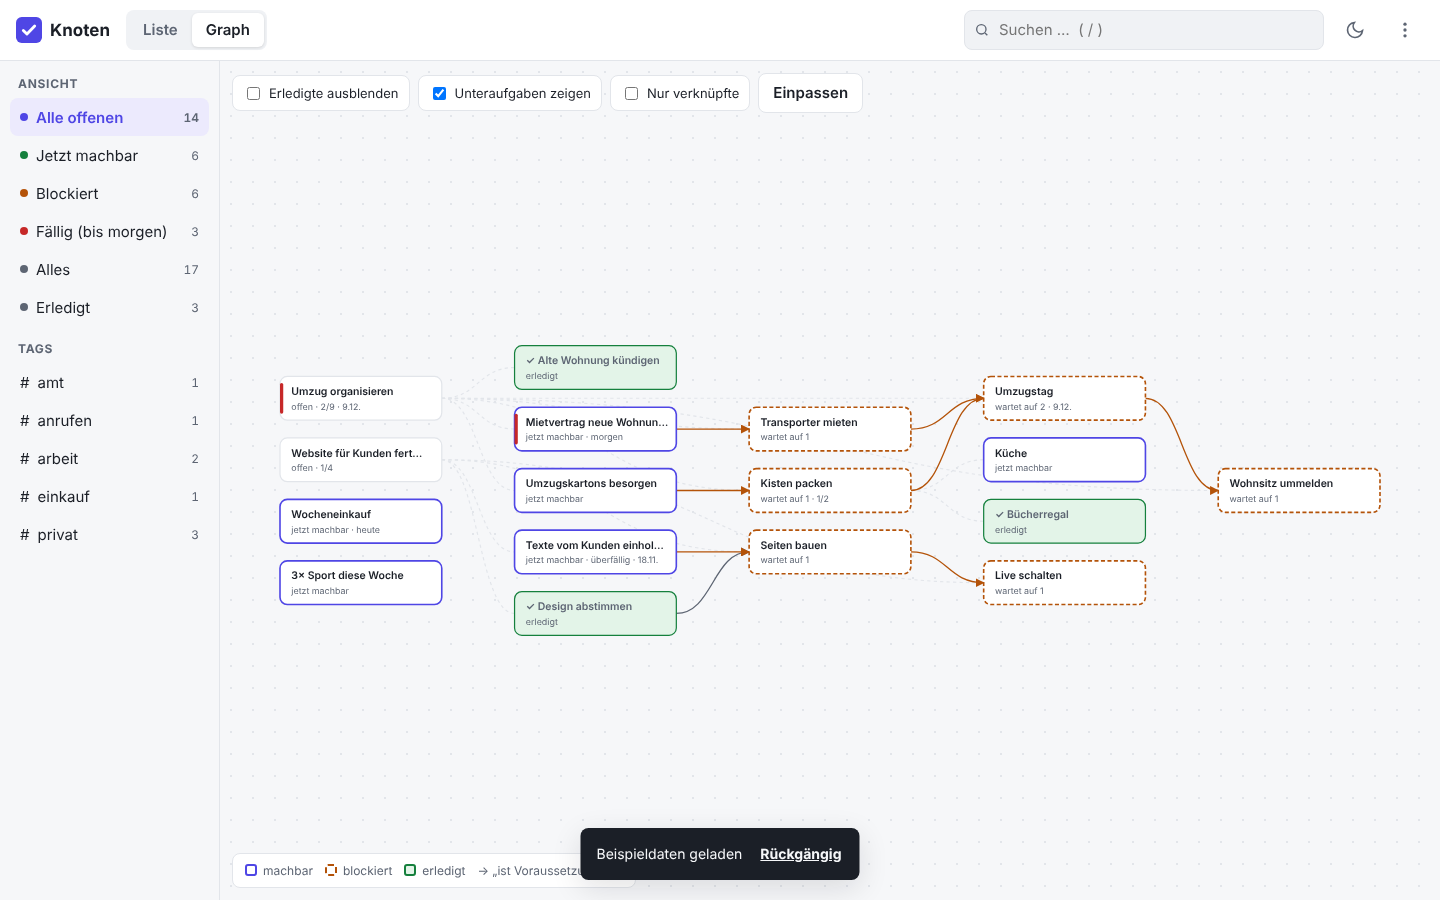 Knoten
Liste
Graph
Suchen … ( / )
ANSICHT
Alle offenen 14
Jetzt machbar 6
Blockiert 6
Fällig (bis morgen) 3
Alles 17
Erledigt 3
TAGS
# amt 1
# anrufen 1
# arbeit 2
# einkauf 1
# privat 3
Erledigte ausblenden
Unteraufgaben zeigen
Nur verknüpfte
Einpassen
Umzug organisieren
offen · 2/9 · 9.12.
Website für Kunden fert…
offen · 1/4
Wocheneinkauf
jetzt machbar · heute
3× Sport diese Woche
jetzt machbar
✓ Alte Wohnung kündigen
erledigt
Mietvertrag neue Wohnun…
jetzt machbar · morgen
Umzugskartons besorgen
jetzt machbar
Texte vom Kunden einhol…
jetzt machbar · überfällig · 18.11.
✓ Design abstimmen
erledigt
Transporter mieten
wartet auf 1
Kisten packen
wartet auf 1 · 1/2
Seiten bauen
wartet auf 1
Umzugstag
wartet auf 2 · 9.12.
Küche
jetzt machbar
✓ Bücherregal
erledigt
Live schalten
wartet auf 1
Wohnsitz ummelden
wartet auf 1
machbar
blockiert
erledigt
→ „ist Voraussetzu
Beispieldaten geladen
Rückgängig